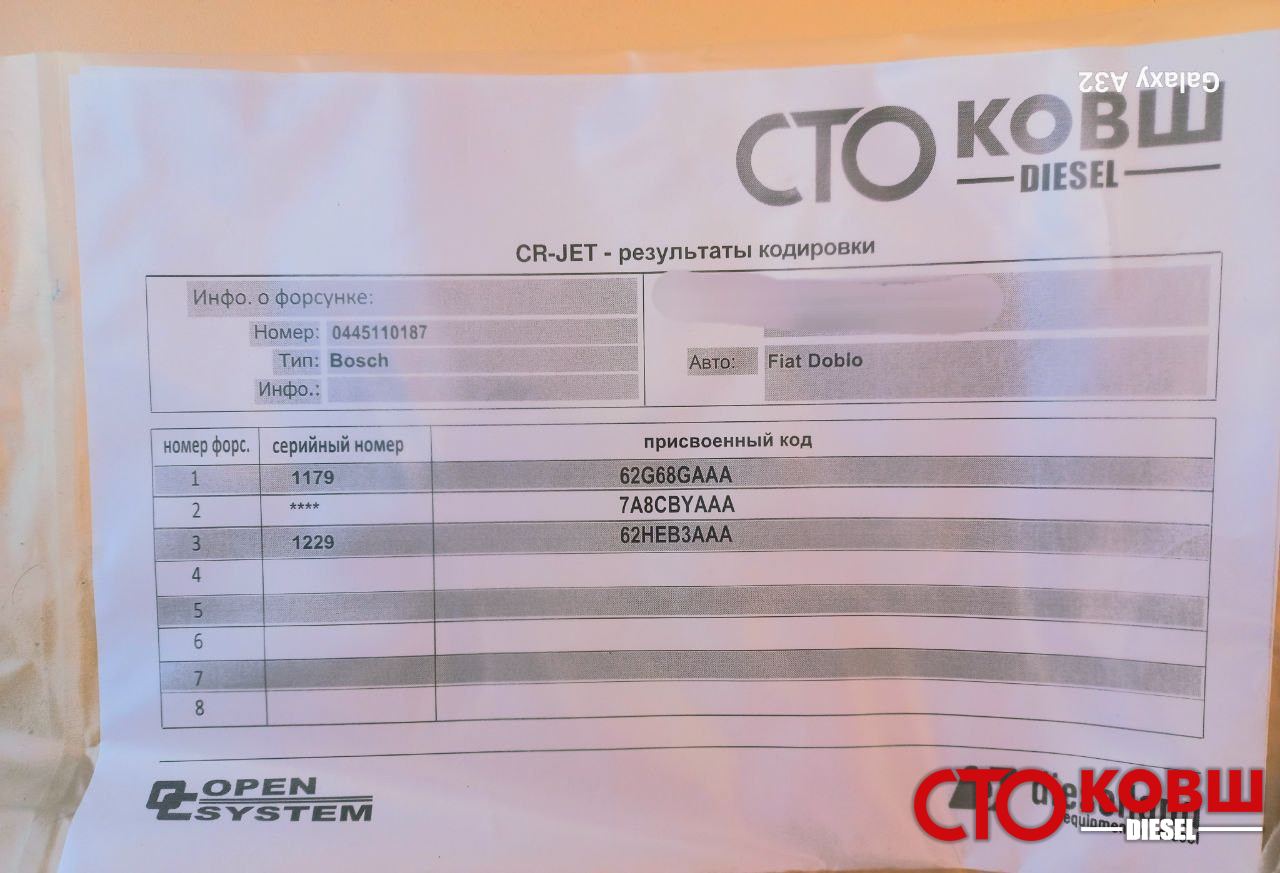 Galaxy A32
СТО КОВШ
DIESEL
CR-JET - результаты кодировки
Инфо. о форсунке:
Номер: 0445110187
Тип: Bosch
Авто: Fiat Doblo
Инфо.:
номер форс. серийный номер присвоенный код
1 1179 62G68GAAA
2 **** 7A8CBYAAA
3 1229 62HEB3AAA
4
5
6
7
8
OPEN
SYSTEM
СТО КОВШ
DIESEL